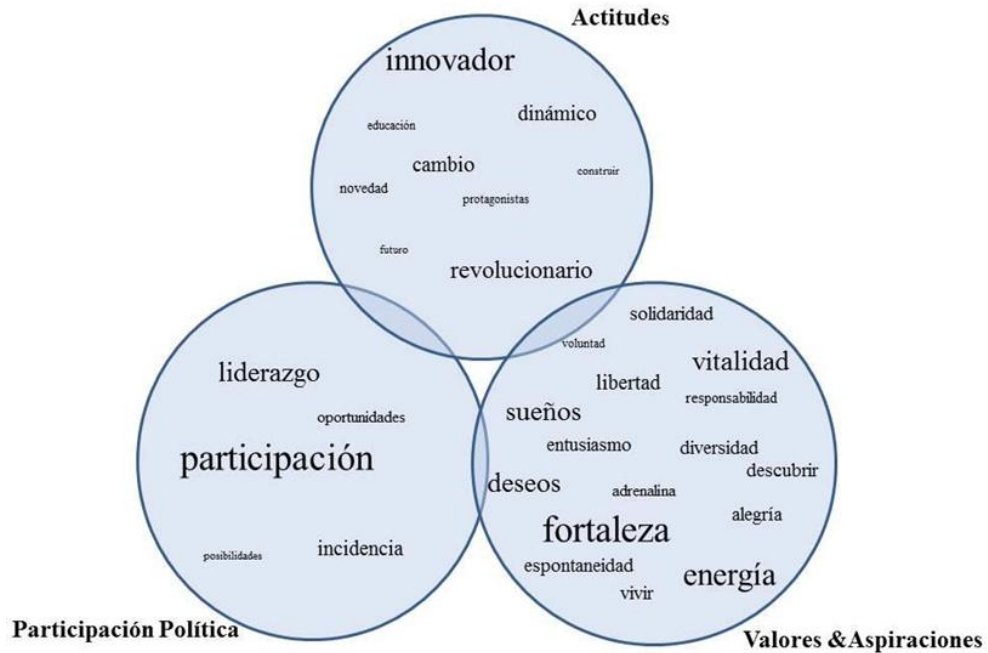 Actitudes
innovador
dinámico
educación
cambio
construir
novedad
protagonistas
futuro
revolucionario
liderazgo
oportunidades
participación
incidencia
posibilidades
Participación Política
solidaridad
voluntad
vitalidad
libertad
responsabilidad
sueños
entusiasmo
diversidad
descubrir
deseos
adrenalina
alegría
fortaleza
espontaneidad
energía
vivir
Valores &Aspiraciones